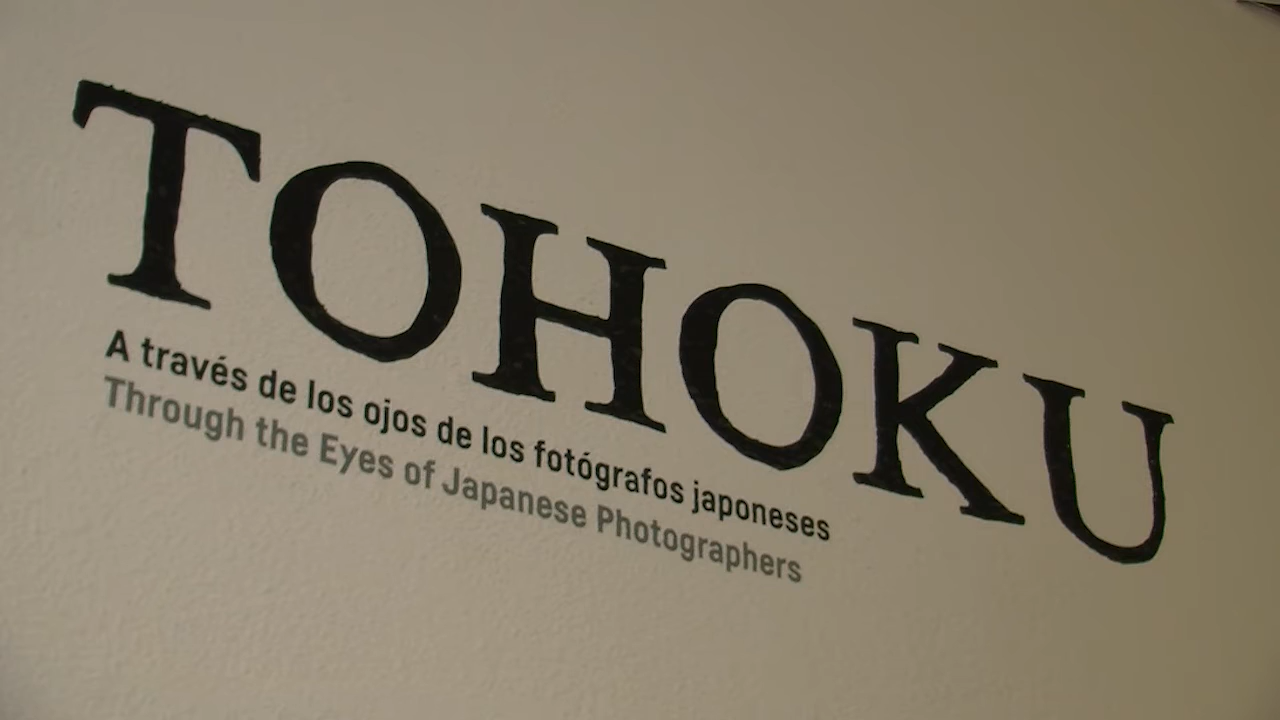 TOHOKU
A través de los ojos de los fotógrafos japoneses
Through the Eyes of Japanese Photographers